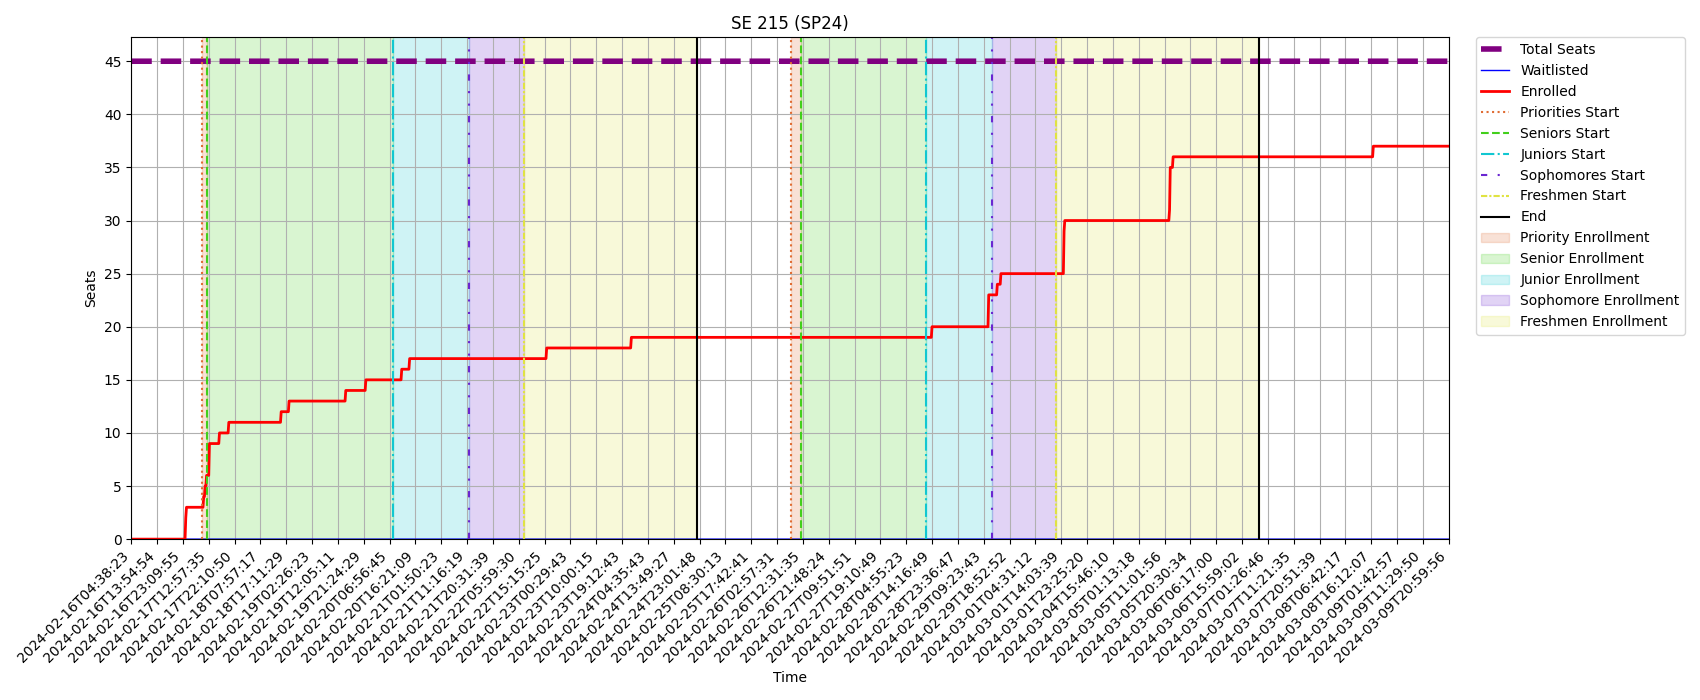 SE 215 (SP24)
Total Seats
Waitlisted
Enrolled
Priorities Start
Seniors Start
Juniors Start
Sophomores Start
Freshmen Start
End
Priority Enrollment
Senior Enrollment
Junior Enrollment
Sophomore Enrollment
Freshmen Enrollment
Seats
45
40
35
30
25
20
15
10
5
0
2024-02-16T04:38:23
2024-02-16T13:54:54
2024-02-16T23:09:55
2024-02-17T12:57:35
2024-02-17T22:10:50
2024-02-18T07:57:17
2024-02-18T17:11:29
2024-02-19T02:26:23
2024-02-19T12:05:11
2024-02-19T21:24:29
2024-02-20T06:56:45
2024-02-20T16:21:09
2024-02-21T01:50:23
2024-02-21T11:16:19
2024-02-21T20:31:39
2024-02-22T05:59:30
2024-02-22T15:15:25
2024-02-23T00:29:43
2024-02-23T10:00:15
2024-02-23T19:12:43
2024-02-24T04:35:43
2024-02-24T13:49:27
2024-02-24T23:01:48
2024-02-25T08:30:13
2024-02-25T17:42:41
2024-02-26T02:57:31
2024-02-26T12:31:35
2024-02-26T21:48:24
2024-02-27T09:51:51
2024-02-27T19:10:49
2024-02-28T04:55:23
2024-02-28T14:16:49
2024-02-28T23:36:47
2024-02-29T09:23:43
2024-02-29T18:52:52
2024-03-01T04:31:12
2024-03-01T14:03:39
2024-03-01T23:25:20
2024-03-04T15:46:10
2024-03-05T01:13:18
2024-03-05T11:01:56
2024-03-05T20:30:34
2024-03-06T06:17:00
2024-03-06T15:59:02
2024-03-07T01:26:46
2024-03-07T11:21:35
2024-03-07T20:51:39
2024-03-08T06:42:17
2024-03-08T16:12:07
2024-03-09T01:42:57
2024-03-09T11:29:50
2024-03-09T20:59:56
Time